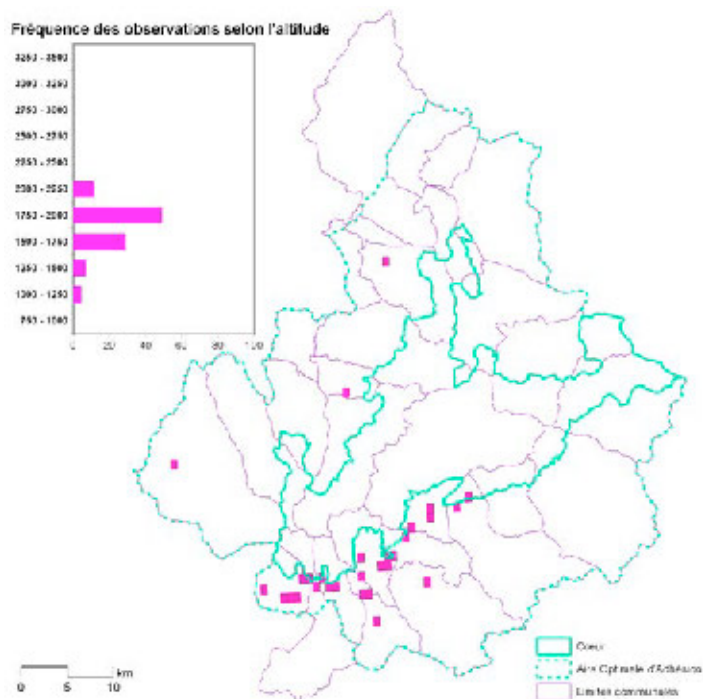 Fréquence des observations selon l'altitude
3250 - 3500
3000 - 3250
2750 - 3000
2500 - 2750
2250 - 2500
2000 - 2250
1750 - 2000
1500 - 1750
1250 - 1500
1000 - 1250
750 - 1000
0 20 40 60 80 100
Coeur
Aire Optimale d'Adhésion
Limites communales
0 5 10
km